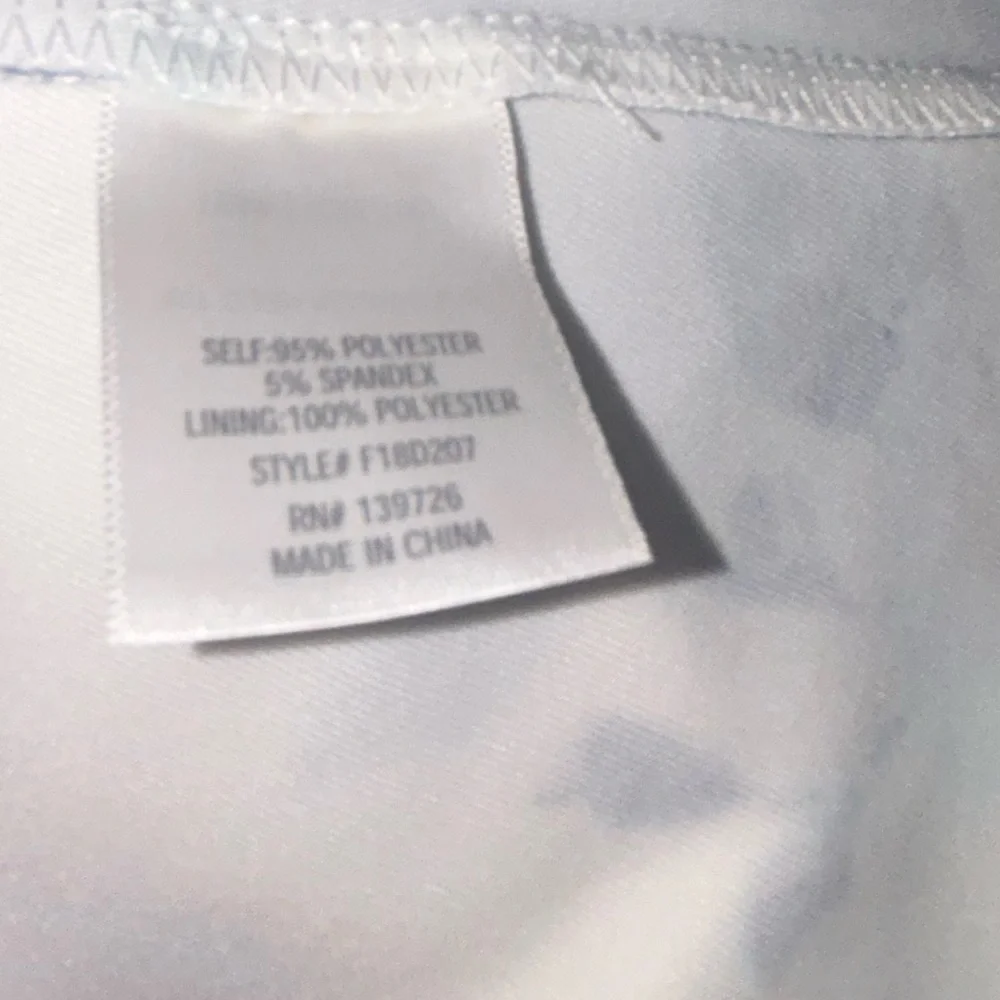 SELF:95% POLYESTER
5% SPANDEX
LINING:100% POLYESTER
STYLE# F18D207
RN# 139726
MADE IN CHINA